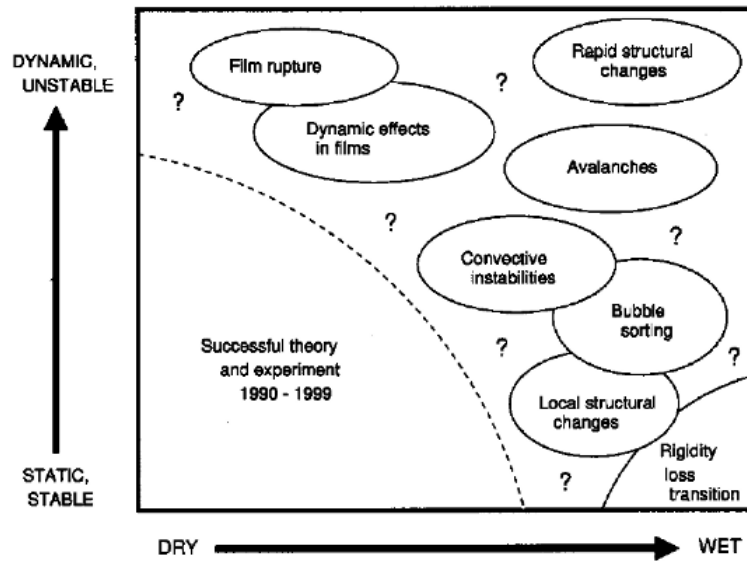 DYNAMIC,
UNSTABLE
Film rupture
Rapid structural
changes
?
?
Dynamic effects
in films
Avalanches
?
?
Convective
instabilities
Bubble
sorting
Successful theory
and experiment
1990 - 1999
?
?
Local structural
changes
Rigidity
loss
transition
?
STATIC,
STABLE
DRY
WET